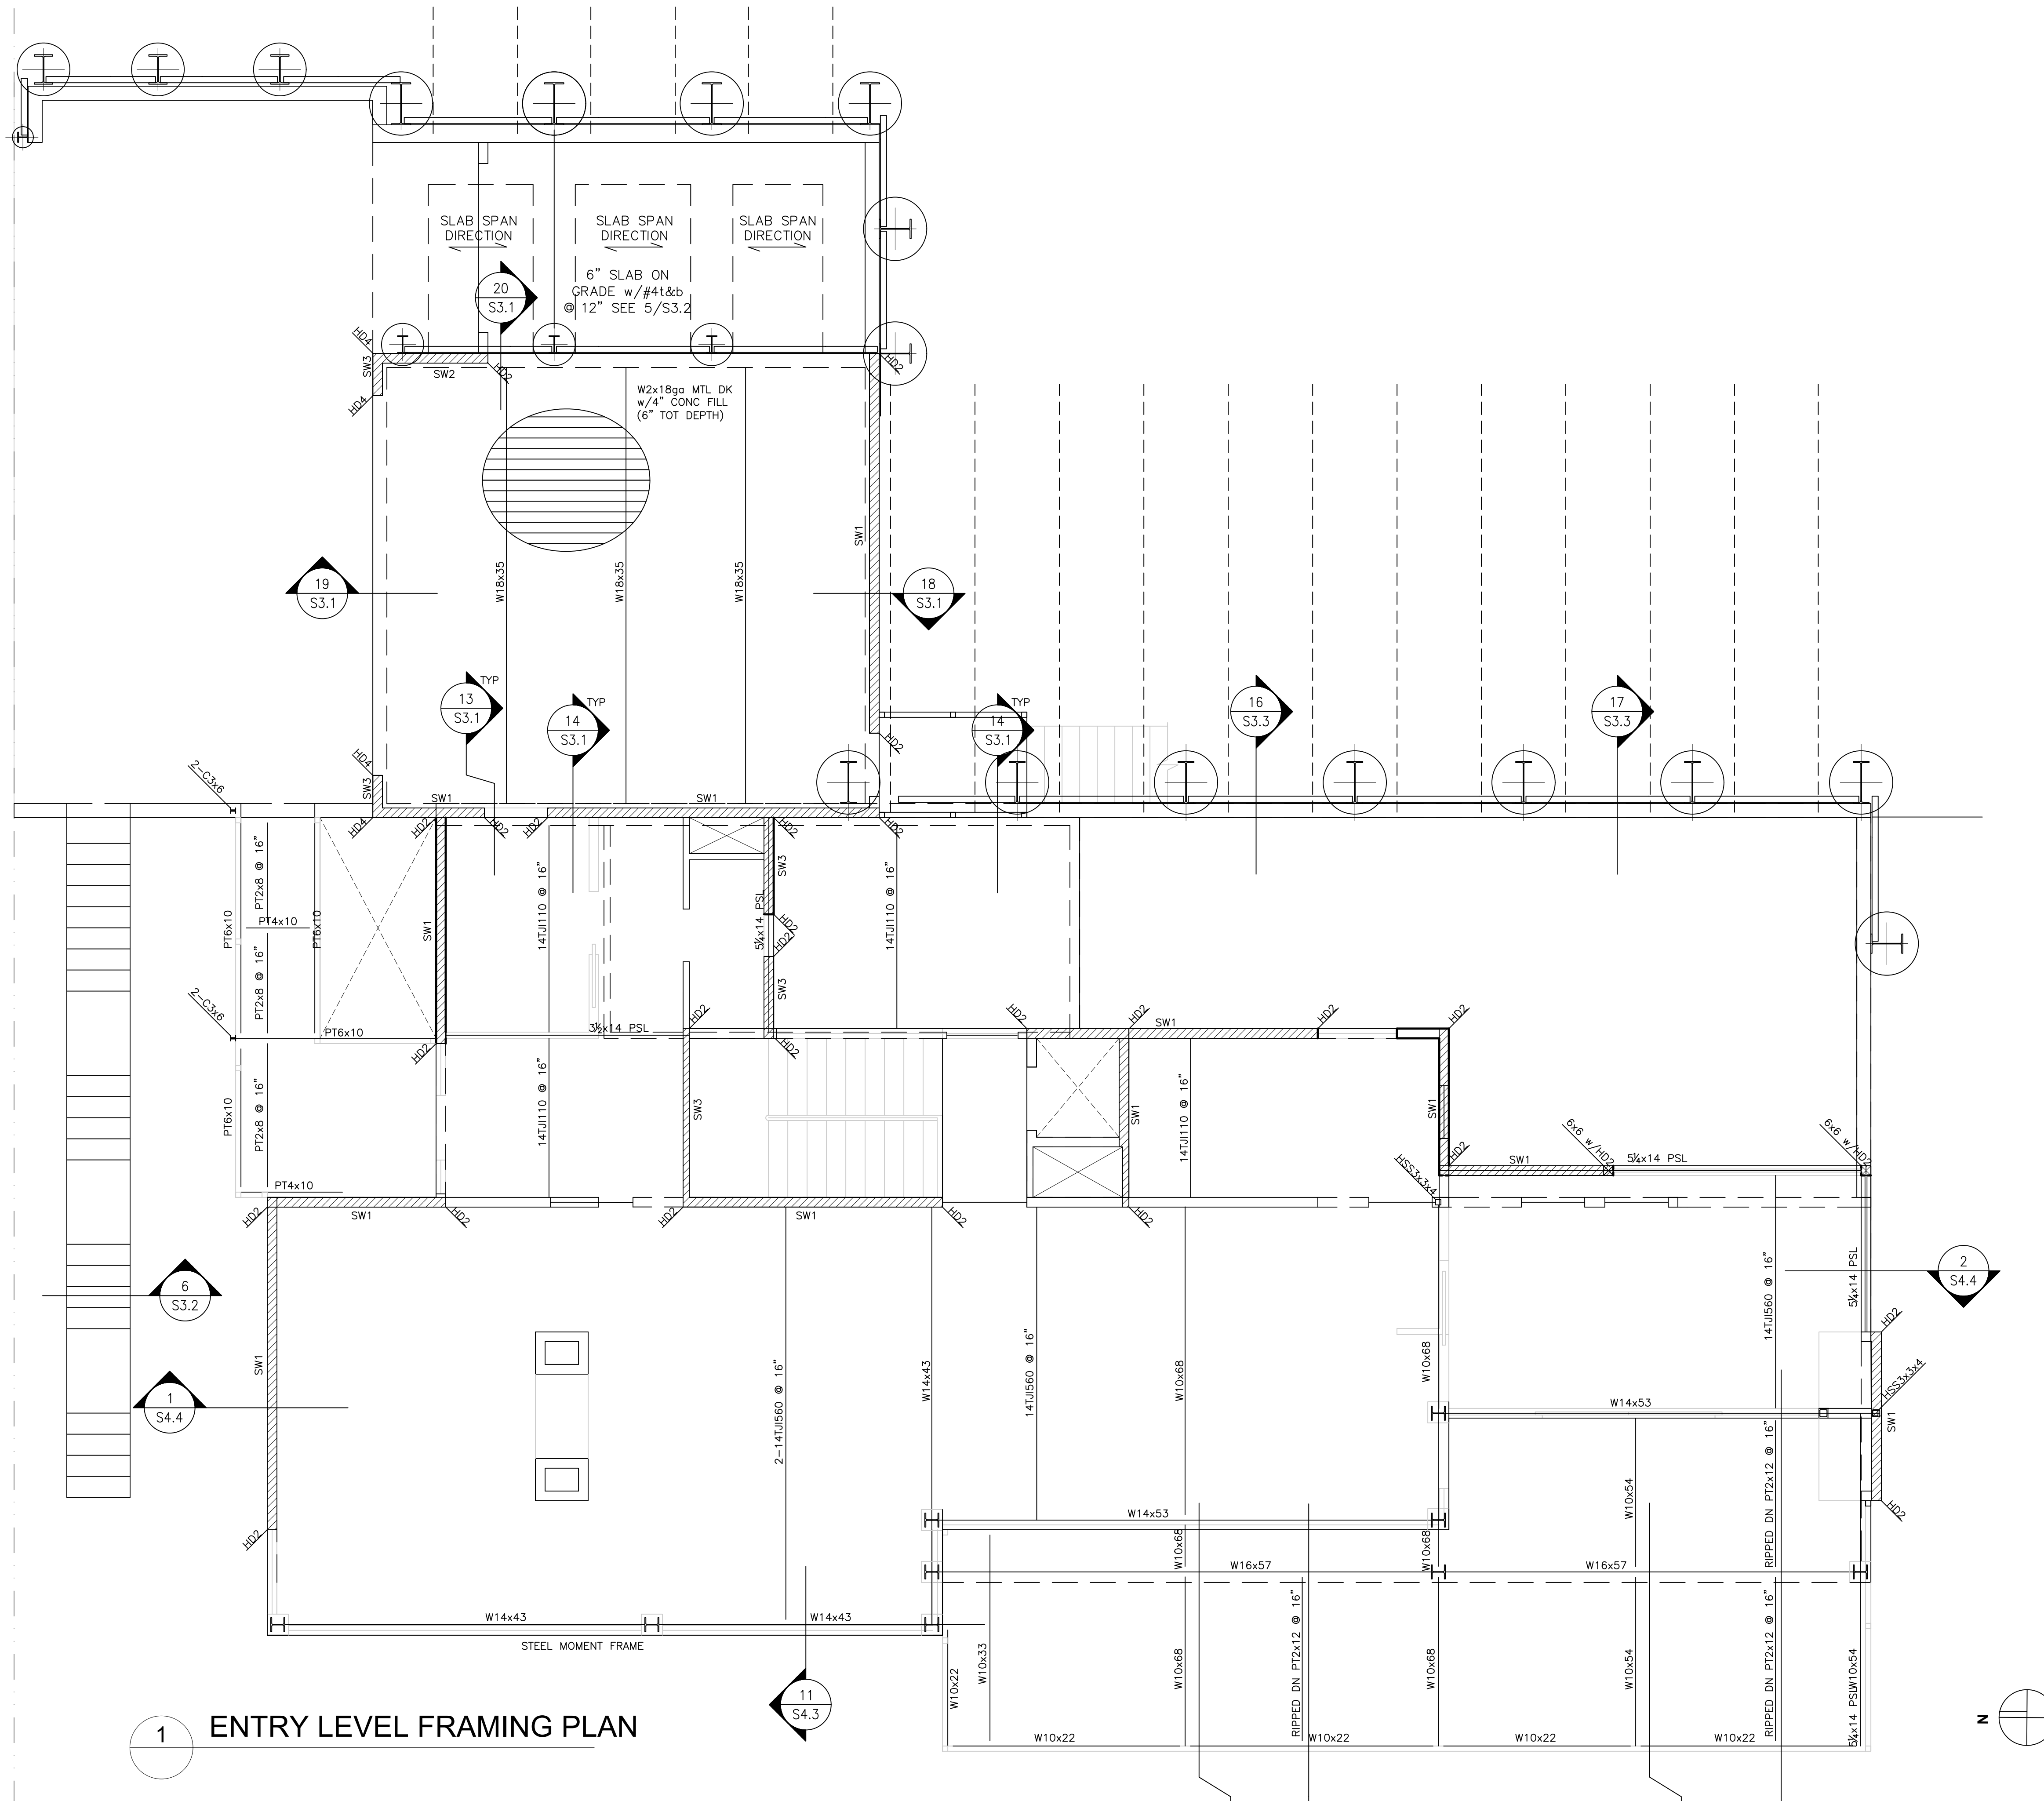 SLAB SPAN
DIRECTION
SLAB SPAN
DIRECTION
SLAB SPAN
DIRECTION
6" SLAB ON
GRADE w/#4t&b
@ 12" SEE 5/S3.2
20
S3.1
HD4
SW3
HD4
SW2
HD2
HD2
W2x18ga MTL DK
w/4" CONC FILL
(6" TOT DEPTH)
SW1
W18x35
W18x35
W18x35
19
S3.1
18
S3.1
TYP
13
S3.1
TYP
14
S3.1
TYP
14
S3.1
16
S3.3
17
S3.3
HD2
HD4
SW3
HD4
2-C3x6
SW1
SW1
HD2
HD2
HD2
HD2
HD2
PT2x8 @ 16"
PT6x10
PT4x10
PT6x10
PT2x8 @ 16"
SW1
14TJI110 @ 16"
5¼x14 PSL
SW3
HD2
HD2
SW3
14TJI110 @ 16"
2-C3x6
PT6x10
HD2
3½x14 PSL
HD2
HD2
HD2
HD2
SW1
HD2
HD2
PT6x10
PT2x8 @ 16"
14TJI110 @ 16"
SW3
SW1
14TJI110 @ 16"
SW1
HD2
6x6 w/HD2
5¼x14 PSL
6x6 w/HD2
SW1
HSS3x3x4
PT4x10
HD2
SW1
HD2
HD2
SW1
HD2
HD2
6
S3.2
1
S4.4
SW1
HD2
2-14TJI560 @ 16"
W14x43
14TJI560 @ 16"
W10x68
W10x68
14TJI560 @ 16"
5¼x14 PSL
2
S4.4
HD2
HSS3x3x4
SW1
HD2
W14x53
W14x53
W10x68
W10x68
W10x54
RIPPED DN PT2x12 @ 16"
W16x57
W16x57
W14x43
W14x43
STEEL MOMENT FRAME
W10x22
W10x33
W10x68
RIPPED DN PT2x12 @ 16"
W10x68
W10x54
RIPPED DN PT2x12 @ 16"
5¼x14 PSL
W10x54
W10x22
W10x22
W10x22
W10x22
11
S4.3
1
ENTRY LEVEL FRAMING PLAN
N